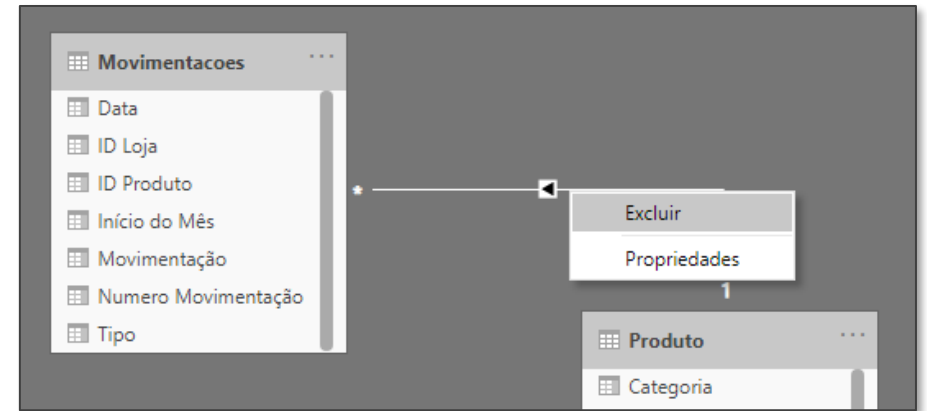 Movimentacoes ...
Data
ID Loja
ID Produto
Início do Mês
Movimentação
Numero Movimentação
Tipo
*
Excluir
Propriedades
1
Produto ...
Categoria